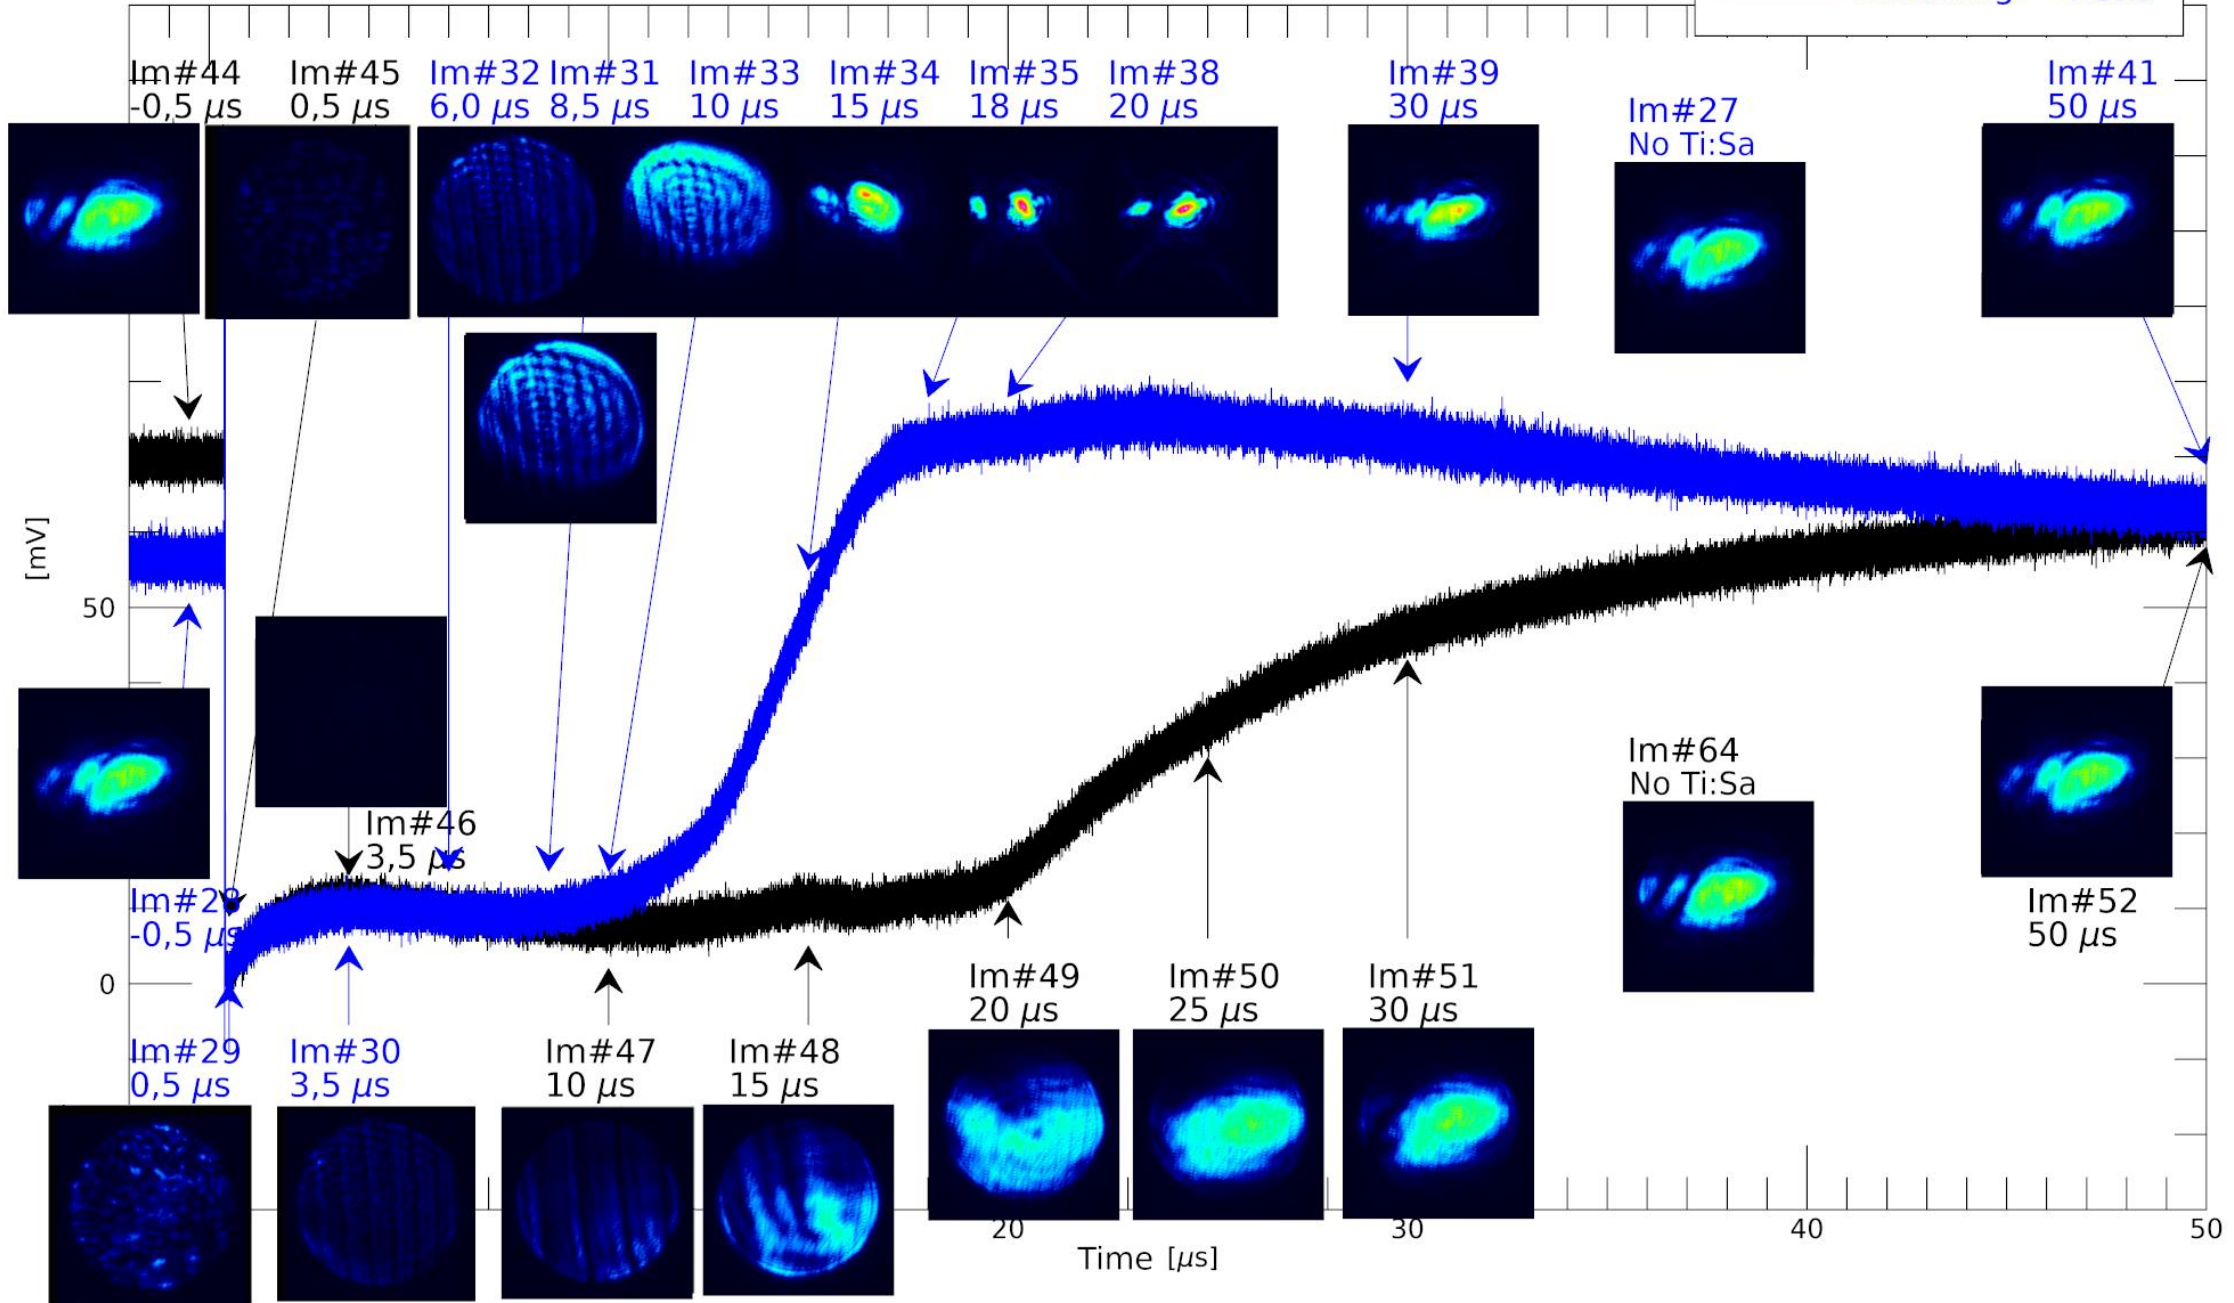 Im#44
-0,5 µs
Im#45
0,5 µs
Im#32
6,0 µs
Im#31
8,5 µs
Im#33
10 µs
Im#34
15 µs
Im#35
18 µs
Im#38
20 µs
Im#39
30 µs
Im#27
No Ti:Sa
Im#41
50 µs
[mV]
50
0
Im#46
3,5 µs
Im#28
-0,5 µs
Im#64
No Ti:Sa
Im#52
50 µs
Im#29
0,5 µs
Im#30
3,5 µs
Im#47
10 µs
Im#48
15 µs
Im#49
20 µs
Im#50
25 µs
Im#51
30 µs
20
30
40
50
Time [µs]